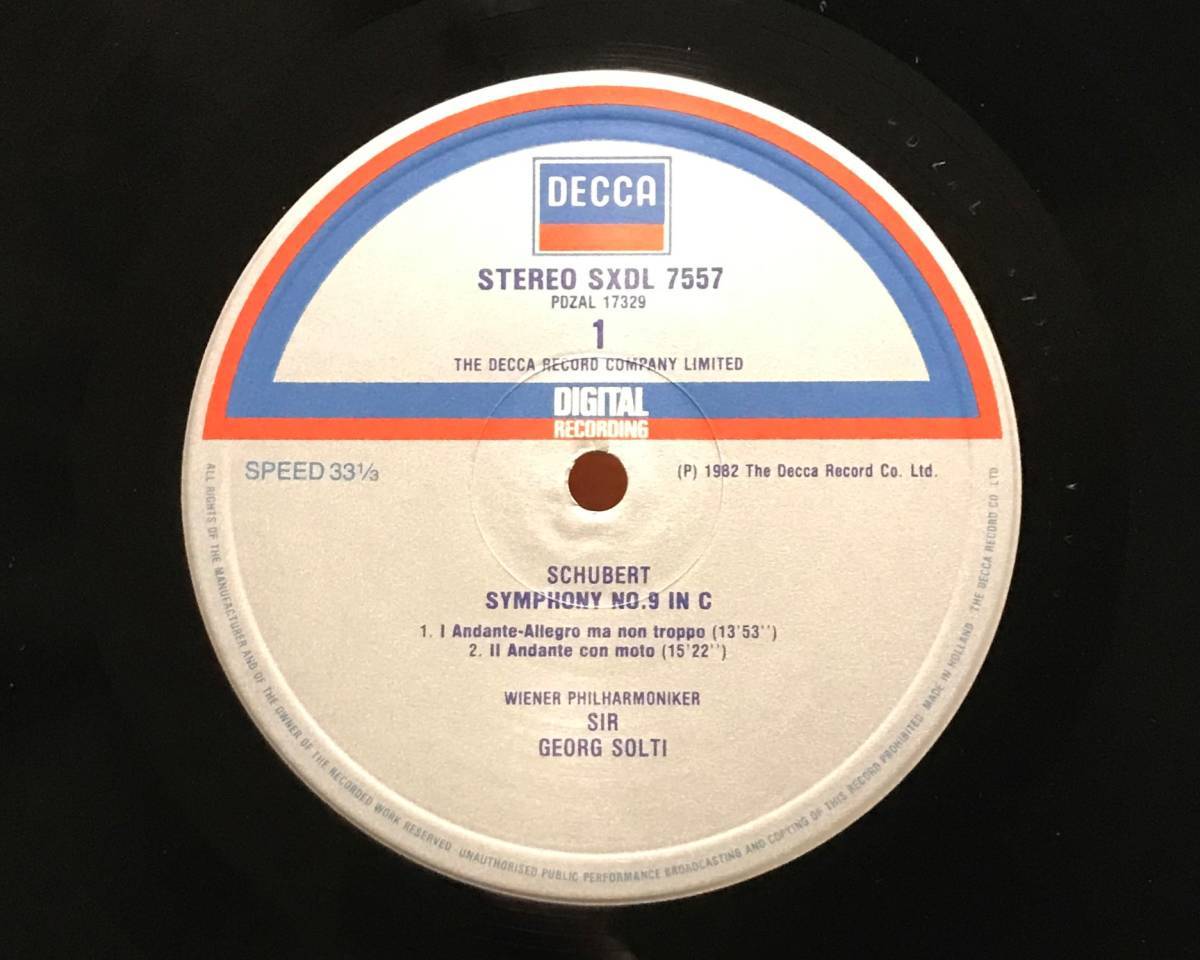 DECCA
STEREO SXDL 7557
PDZAL 17329
1
THE DECCA RECORD COMPANY LIMITED
DIGITAL
RECORDING
SPEED 33⅓
(P) 1982 The Decca Record Co. Ltd.
SCHUBERT
SYMPHONY NO.9 IN C
1. I Andante-Allegro ma non troppo (13'53'')
2. II Andante con moto (15'22'')
WIENER PHILHARMONIKER
SIR
GEORG SOLTI
ALL RIGHTS OF THE MANUFACTURER AND OF THE OWNER OF THE RECORDED WORK RESERVED · UNAUTHORISED PUBLIC PERFORMANCE BROADCASTING AND COPYING OF THIS RECORD PROHIBITED · MADE IN HOLLAND · THE DECCA RECORD CO. LTD.